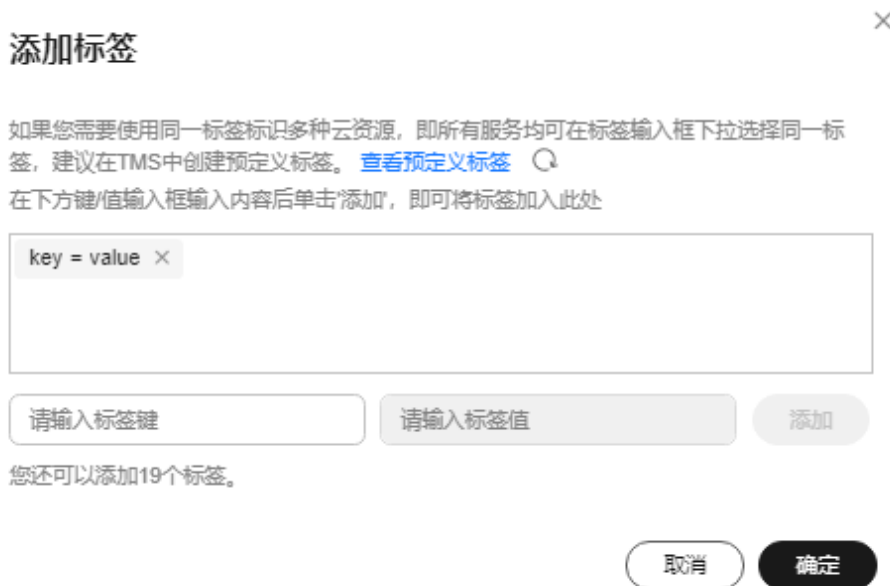 添加标签
如果您需要使用同一标签标识多种云资源，即所有服务均可在标签输入框下拉选择同一标
签，建议在TMS中创建预定义标签。 查看预定义标签
在下方键/值输入框输入内容后单击'添加'，即可将标签加入此处
key = value
请输入标签键 请输入标签值 添加
您还可以添加19个标签。
取消 确定